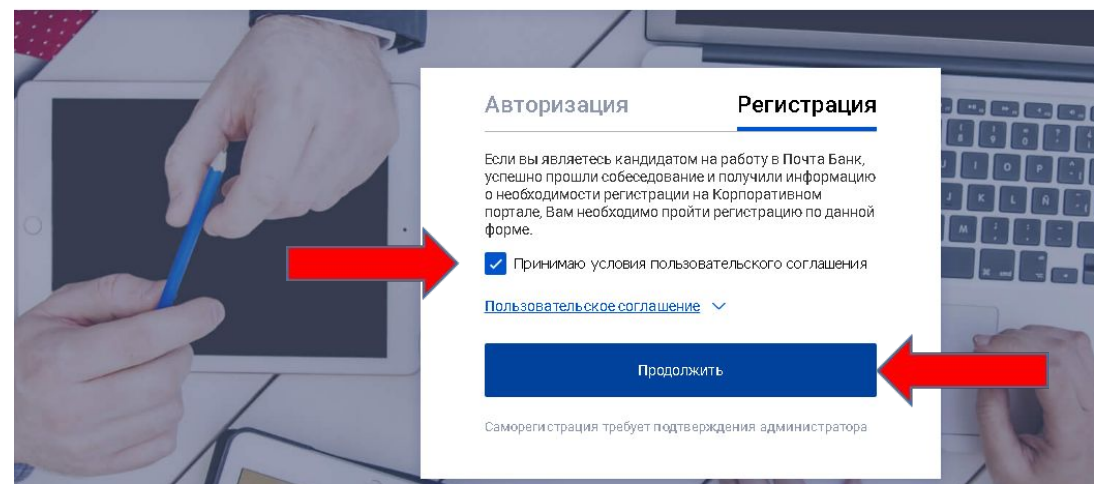 Авторизация Регистрация
Если вы являетесь кандидатом на работу в Почта Банк,
успешно прошли собеседование и получили информацию
о необходимости регистрации на Корпоративном
портале, Вам необходимо пройти регистрацию по данной
форме.
Принимаю условия пользовательского соглашения
Пользовательское соглашение
Продолжить
Саморегистрация требует подтверждения администратора